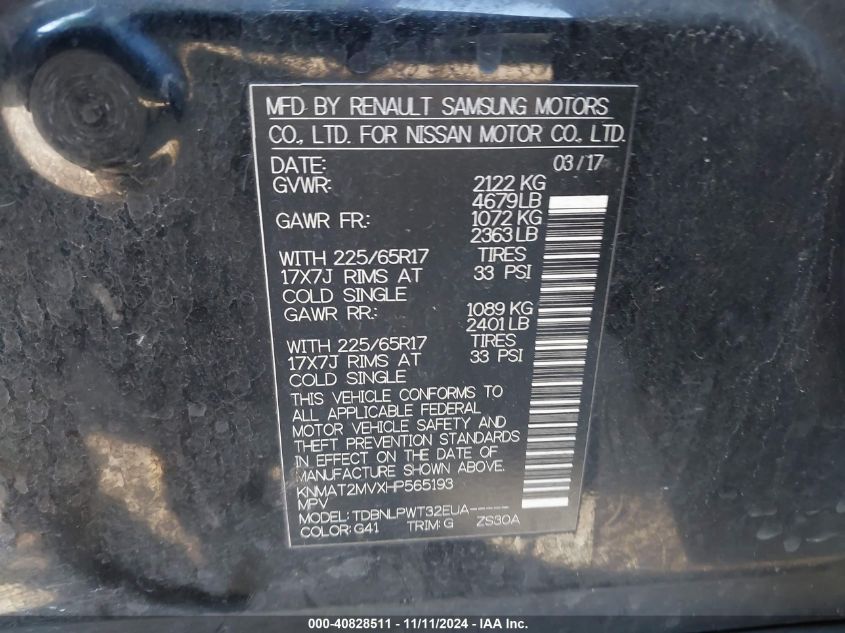 MFD BY RENAULT SAMSUNG MOTORS
CO., LTD. FOR NISSAN MOTOR CO., LTD.
DATE: 03/17
GVWR: 2122 KG
4679LB
GAWR FR.: 1072 KG
2363LB
WITH 225/65R17 TIRES
17X7J RIMS AT 33 PSI
COLD SINGLE
GAWR RR.: 1089 KG
2401LB
WITH 225/65R17 TIRES
17X7J RIMS AT 33 PSI
COLD SINGLE
THIS VEHICLE CONFORMS TO
ALL APPLICABLE FEDERAL
MOTOR VEHICLE SAFETY AND
THEFT PREVENTION STANDARDS
IN EFFECT ON THE DATE OF
MANUFACTURE SHOWN ABOVE.
KNMAT2MVXHP565193
MPV
MODEL: TDBNLPWT32EUA-----
COLOR: G41 TRIM: G ZS30A
000-40828511 - 11/11/2024 - IAA Inc.